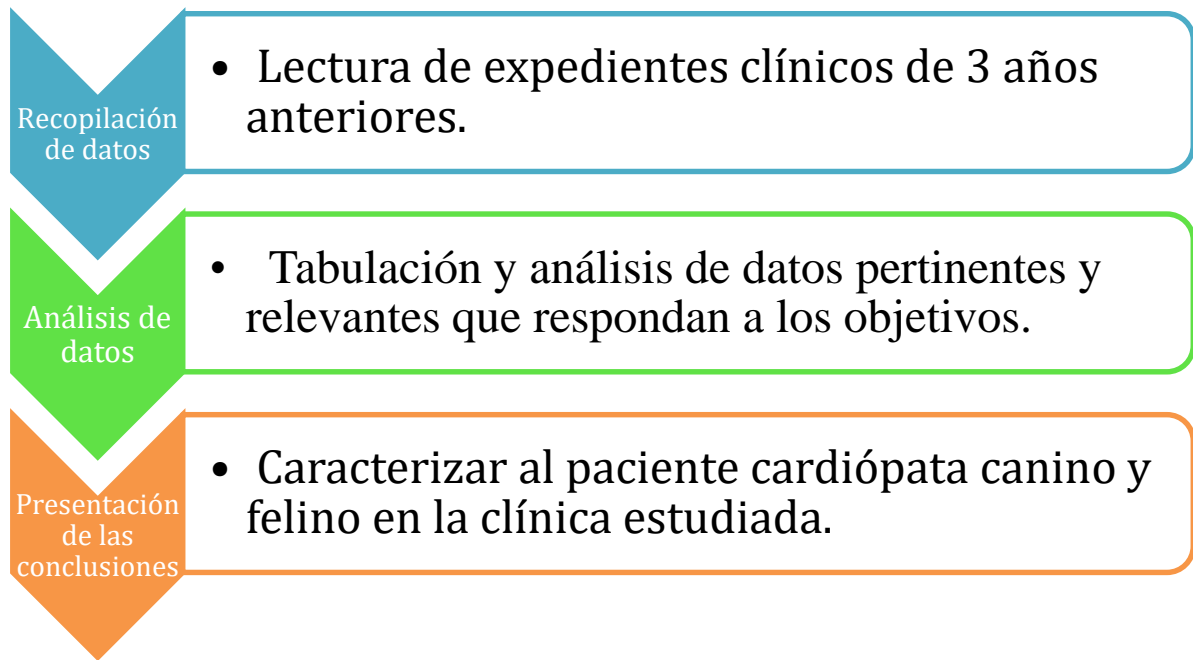 Recopilación
de datos
• Lectura de expedientes clínicos de 3 años
anteriores.
Análisis de
datos
• Tabulación y análisis de datos pertinentes y
relevantes que respondan a los objetivos.
Presentación
de las
conclusiones
• Caracterizar al paciente cardiópata canino y
felino en la clínica estudiada.